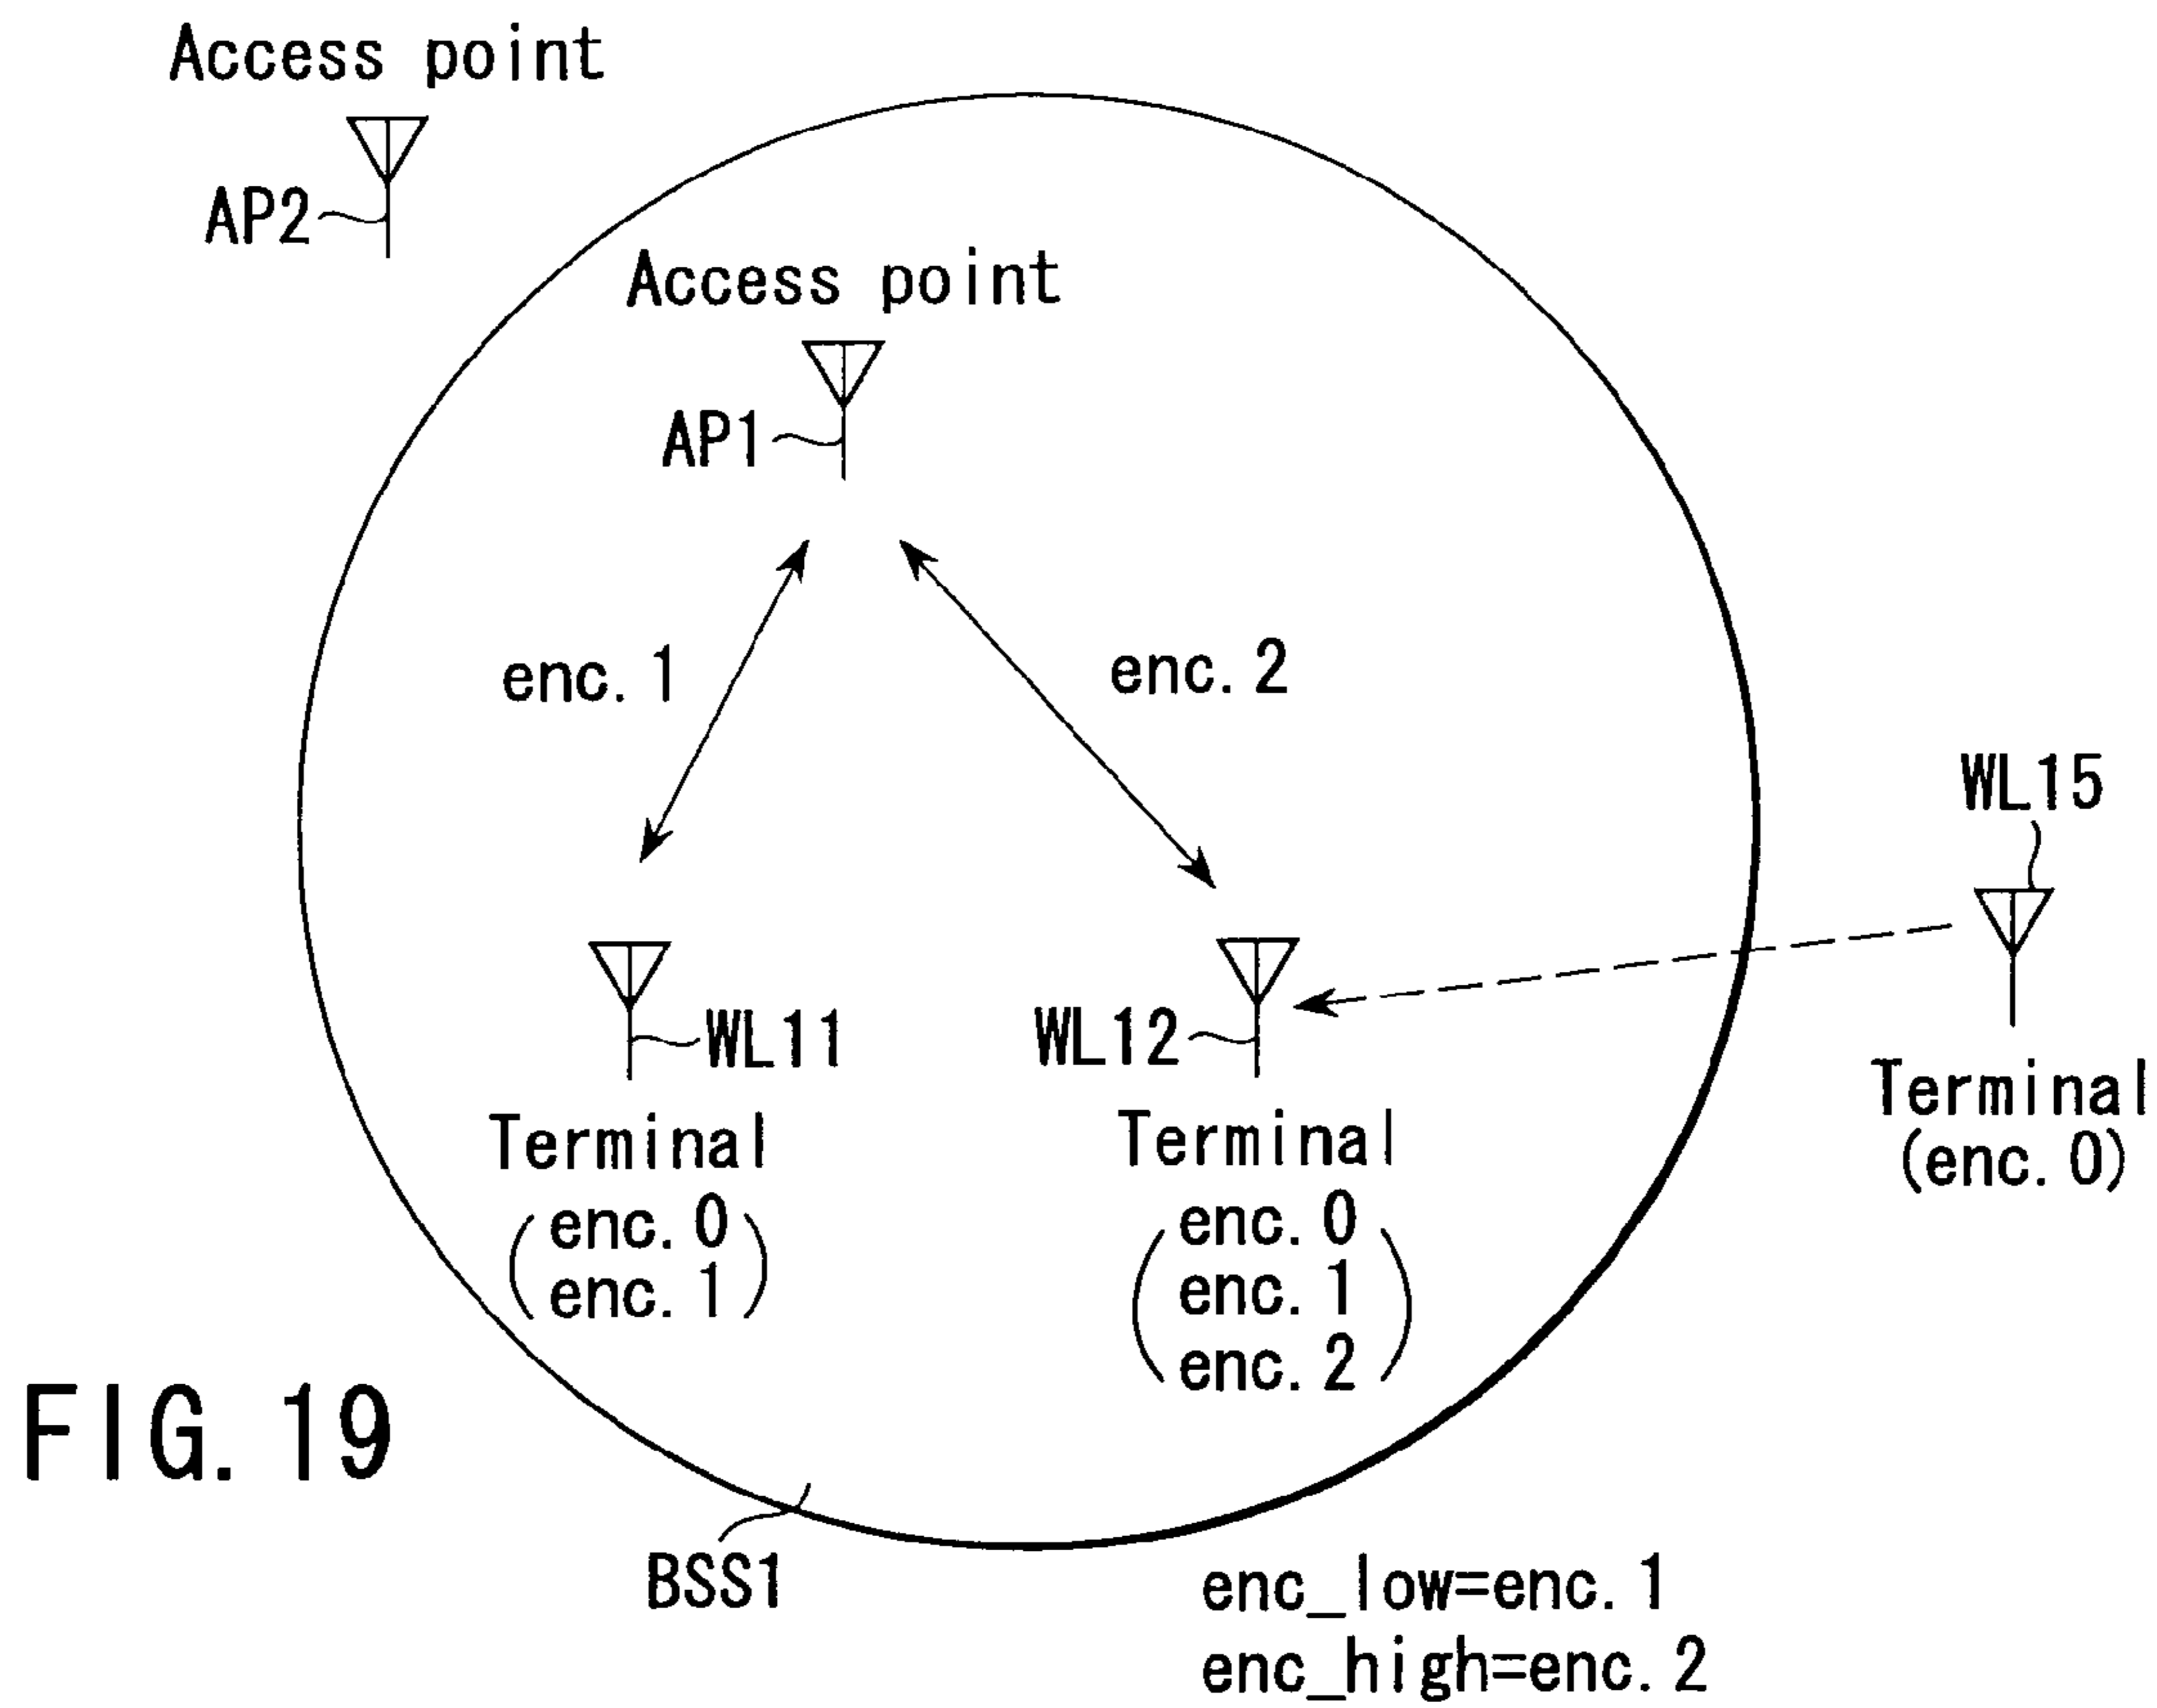 Access point
AP2
Access point
AP1
enc. 1
enc. 2
WL15
WL11
WL12
Terminal
(enc. 0)
Terminal
enc. 0
enc. 1
Terminal
enc. 0
enc. 1
enc. 2
FIG. 19
BSS1
enc_low=enc. 1
enc_high=enc. 2